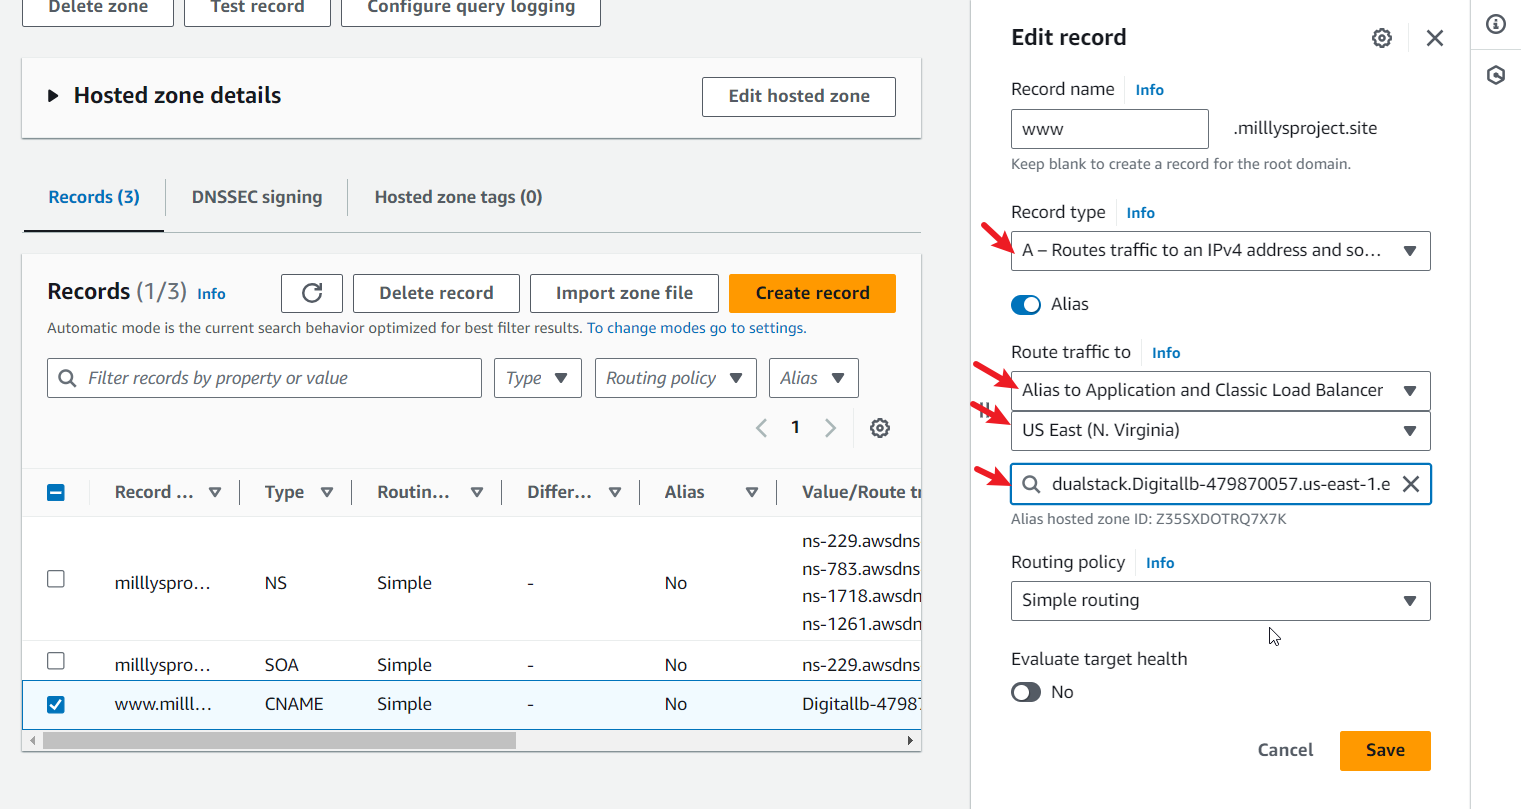 Delete zone
Test record
Configure query logging
Hosted zone details
Edit hosted zone
Records (3)
DNSSEC signing
Hosted zone tags (0)
Records (1/3) Info
Delete record
Import zone file
Create record
Automatic mode is the current search behavior optimized for best filter results. To change modes go to settings.
Filter records by property or value
Type
Routing policy
Alias
1
Record ...
Type
Routin...
Differ...
Alias
Value/Route tr
ns-229.awsdns
ns-783.awsdns
ns-1718.awsdn
ns-1261.awsdn
millyspro... NS Simple - No
millyspro... SOA Simple - No ns-229.awsdns
www.milll... CNAME Simple - No Digitallb-4798
Edit record
Record name Info
www .milllysproject.site
Keep blank to create a record for the root domain.
Record type Info
A – Routes traffic to an IPv4 address and so...
Alias
Route traffic to Info
Alias to Application and Classic Load Balancer
US East (N. Virginia)
dualstack.Digitallb-479870057.us-east-1.e
Alias hosted zone ID: Z35SXDOTRQ7X7K
Routing policy Info
Simple routing
Evaluate target health
No
Cancel
Save